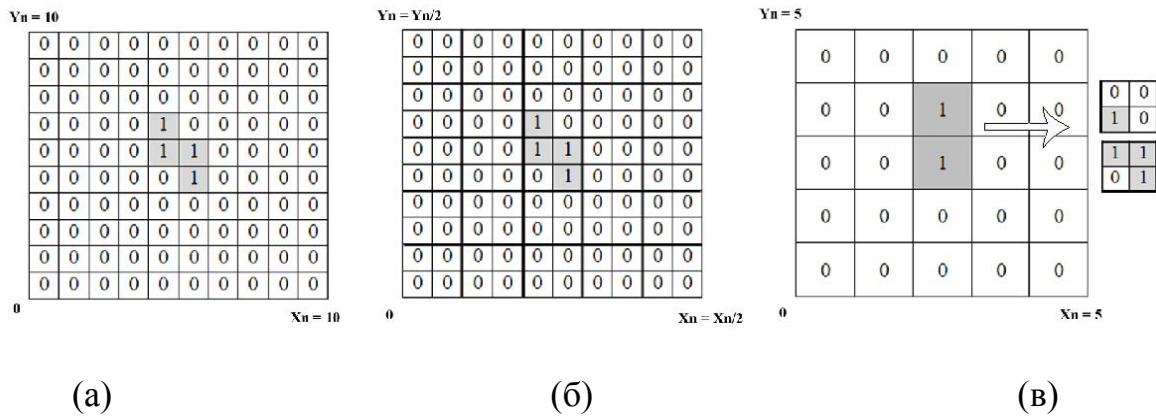 Yn = 10
0 0 0 0 0 0 0 0 0 0
0 0 0 0 0 0 0 0 0 0
0 0 0 0 0 0 0 0 0 0
0 0 0 0 1 0 0 0 0 0
0 0 0 0 1 1 0 0 0 0
0 0 0 0 0 1 0 0 0 0
0 0 0 0 0 0 0 0 0 0
0 0 0 0 0 0 0 0 0 0
0 0 0 0 0 0 0 0 0 0
0 0 0 0 0 0 0 0 0 0
0
Xn = 10
(а)
Yn = Yn/2
0 0 0 0 0 0 0 0 0 0
0 0 0 0 0 0 0 0 0 0
0 0 0 0 0 0 0 0 0 0
0 0 0 0 1 0 0 0 0 0
0 0 0 0 1 1 0 0 0 0
0 0 0 0 0 1 0 0 0 0
0 0 0 0 0 0 0 0 0 0
0 0 0 0 0 0 0 0 0 0
0 0 0 0 0 0 0 0 0 0
0 0 0 0 0 0 0 0 0 0
0
Xn = Xn/2
(б)
Yn = 5
0 0 0 0 0
0 0 1 0 0
0 0 1 0 0
0 0 0 0 0
0 0 0 0 0
0
Xn = 5
0 0
1 0
1 1
0 1
(в)